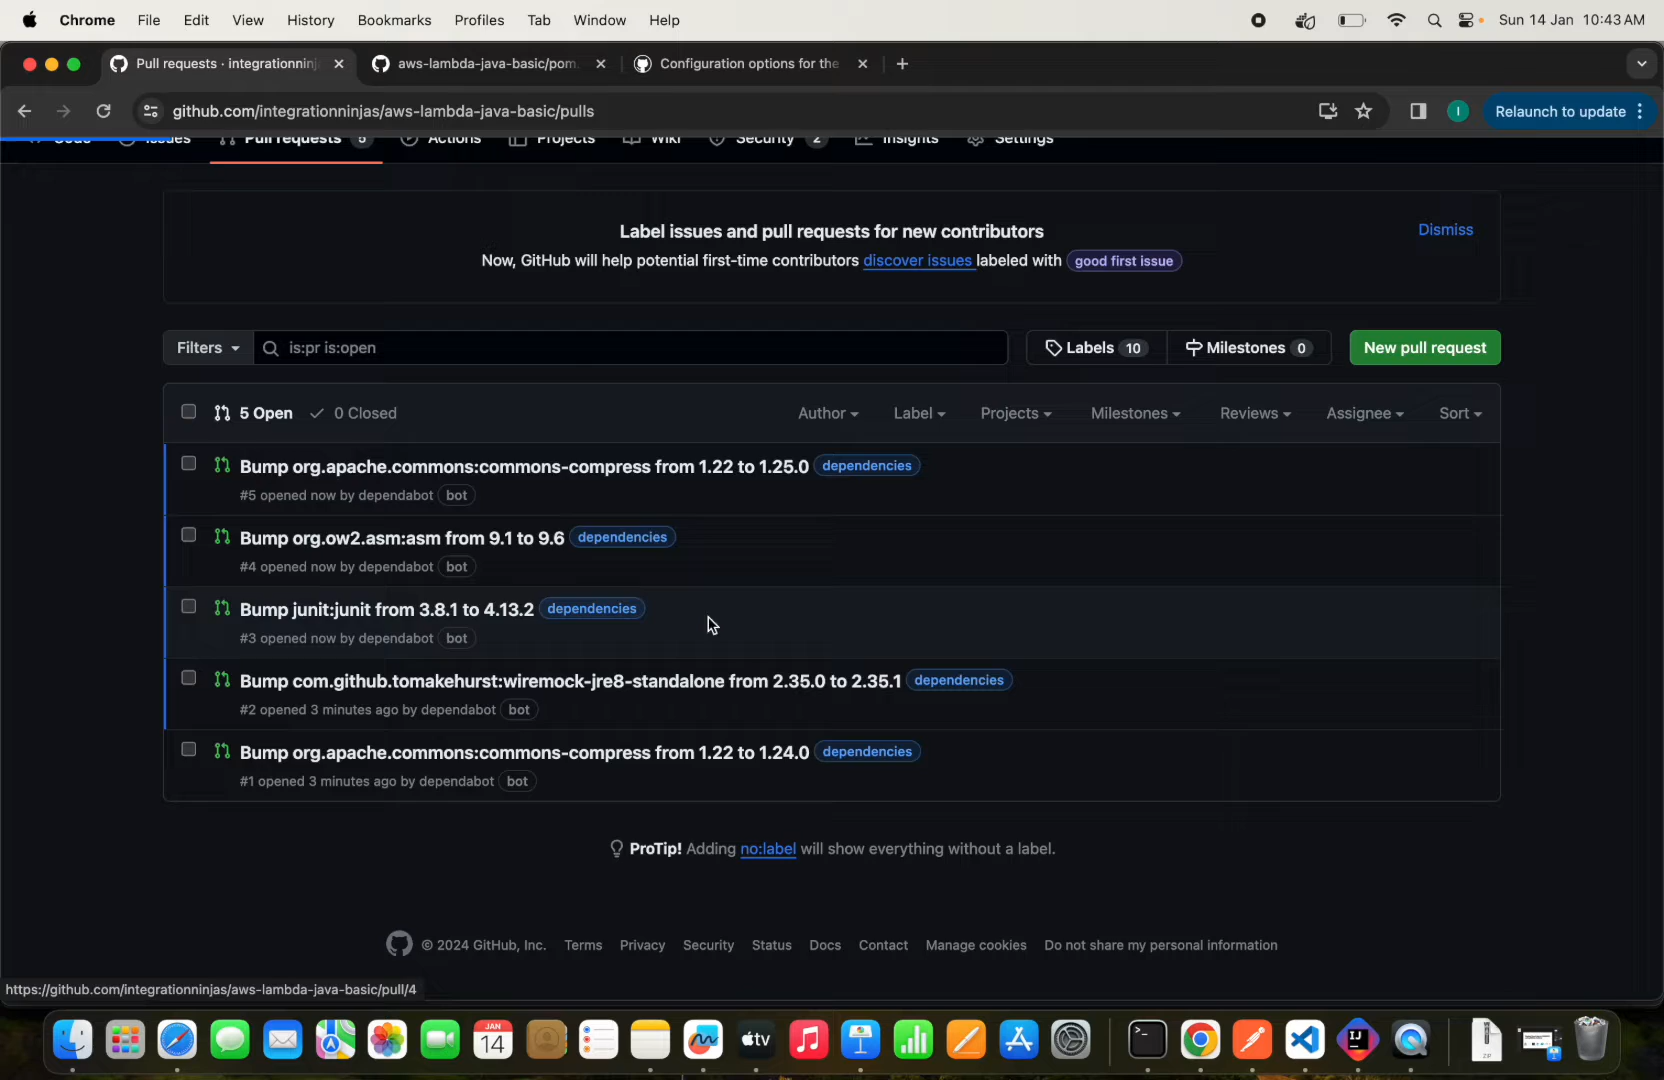 Chrome File Edit View History Bookmarks Profiles Tab Window Help Sun 14 Jan 10:43 AM
Pull requests · integrationninj aws-lambda-java-basic/pom. Configuration options for the
github.com/integrationninjas/aws-lambda-java-basic/pulls Relaunch to update
I
Code Issues Pull requests 5 Actions Projects Wiki Security 2 Insights Settings
Label issues and pull requests for new contributors
Dismiss
Now, GitHub will help potential first-time contributors discover issues labeled with good first issue
Filters is:pr is:open Labels 10 Milestones 0 New pull request
5 Open 0 Closed Author Label Projects Milestones Reviews Assignee Sort
Bump org.apache.commons:commons-compress from 1.22 to 1.25.0 dependencies
#5 opened now by dependabot bot
Bump org.ow2.asm:asm from 9.1 to 9.6 dependencies
#4 opened now by dependabot bot
Bump junit:junit from 3.8.1 to 4.13.2 dependencies
#3 opened now by dependabot bot
Bump com.github.tomakehurst:wiremock-jre8-standalone from 2.35.0 to 2.35.1 dependencies
#2 opened 3 minutes ago by dependabot bot
Bump org.apache.commons:commons-compress from 1.22 to 1.24.0 dependencies
#1 opened 3 minutes ago by dependabot bot
ProTip! Adding no:label will show everything without a label.
© 2024 GitHub, Inc. Terms Privacy Security Status Docs Contact Manage cookies Do not share my personal information
https://github.com/integrationninjas/aws-lambda-java-basic/pull/4
JAN
14
tv
IJ